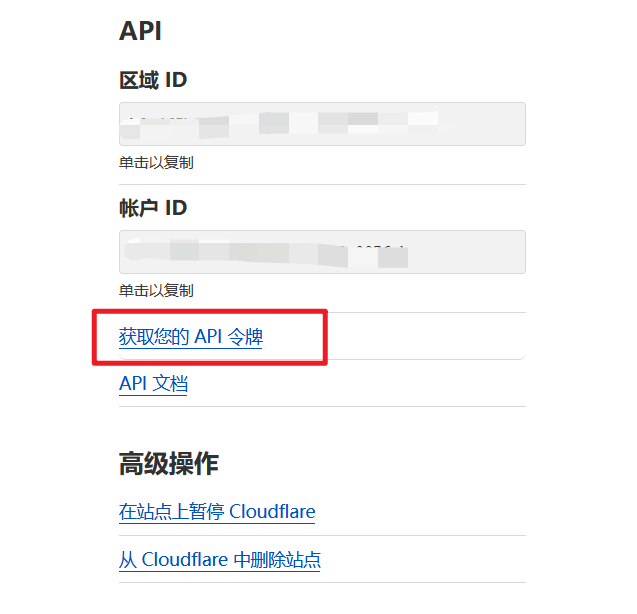 API
区域 ID
单击以复制
帐户 ID
单击以复制
获取您的 API 令牌
API 文档
高级操作
在站点上暂停 Cloudflare
从 Cloudflare 中删除站点